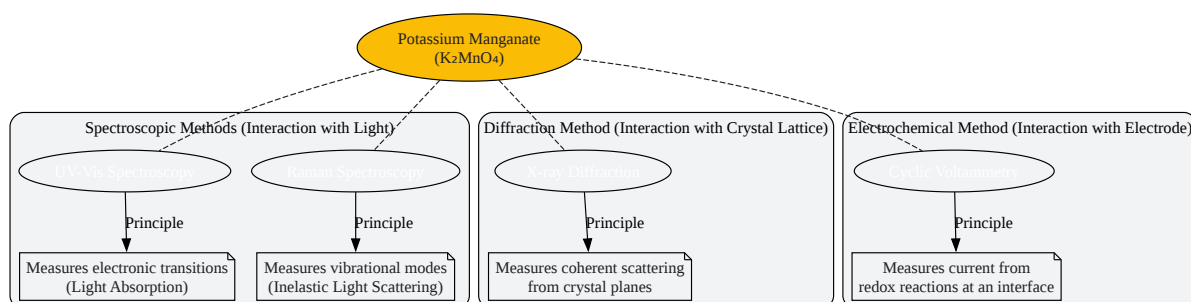 Potassium Manganate
(K₂MnO₄)
Spectroscopic Methods (Interaction with Light)
Diffraction Method (Interaction with Crystal Lattice)
Electrochemical Method (Interaction with Electrode)
UV-Vis Spectroscopy
Raman Spectroscopy
X-ray Diffraction
Cyclic Voltammetry
Principle
Principle
Principle
Principle
Measures electronic transitions
(Light Absorption)
Measures vibrational modes
(Inelastic Light Scattering)
Measures coherent scattering
from crystal planes
Measures current from
redox reactions at an interface